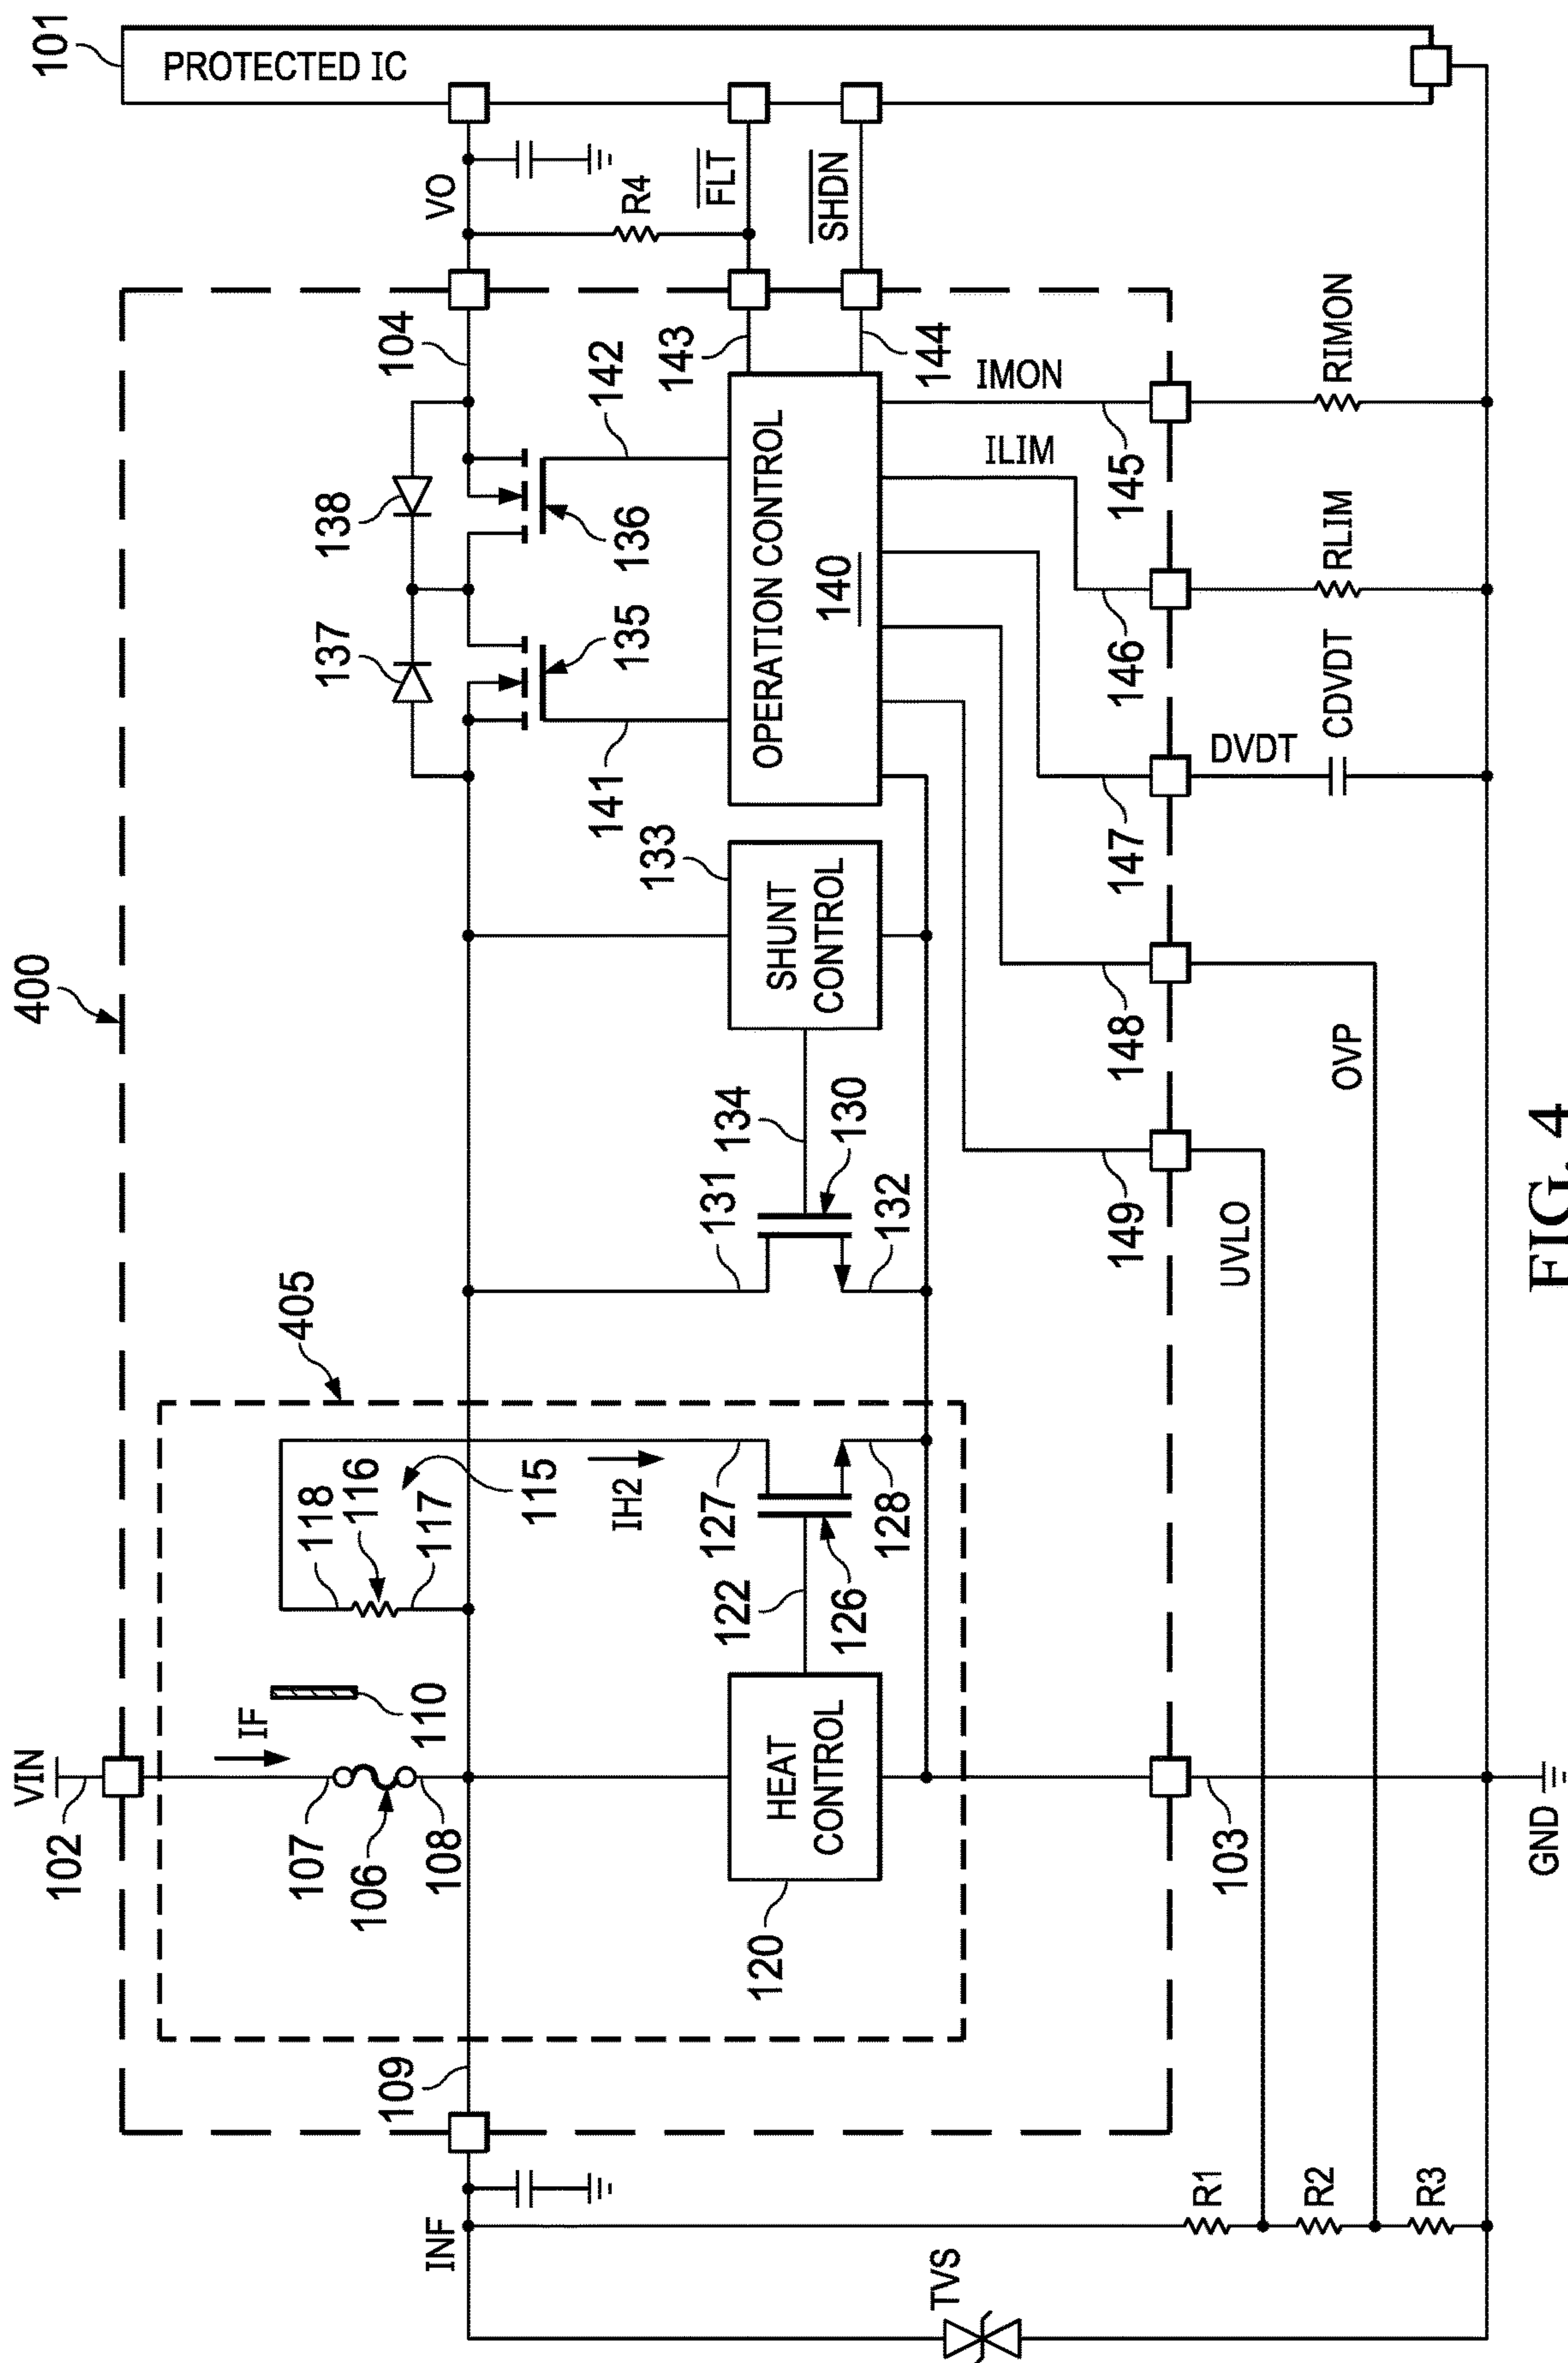 101
PROTECTED IC
VO
R4
FLT
SHDN
104
142
143
144
138
136
137
135
141
OPERATION CONTROL
140
IMON
145
RIMON
ILIM
146
RLIM
147
DVDT
CDVDT
400
133
SHUNT
CONTROL
148
OVP
134
130
131
132
149
UVLO
405
118
116
117
115
IH2
127
128
122
126
VIN
102
IF
110
107
106
108
HEAT
CONTROL
120
103
GND
109
INF
R1
R2
R3
TVS
FIG. 4